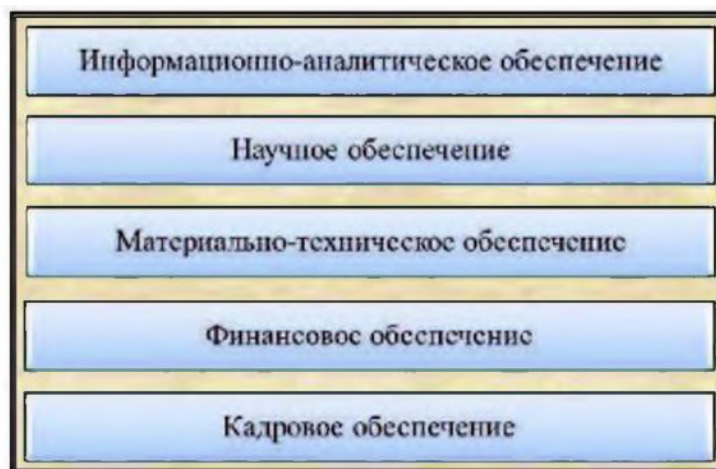 Информационно-аналитическое обеспечение
Научное обеспечение
Материально-техническое обеспечение
Финансовое обеспечение
Кадровое обеспечение